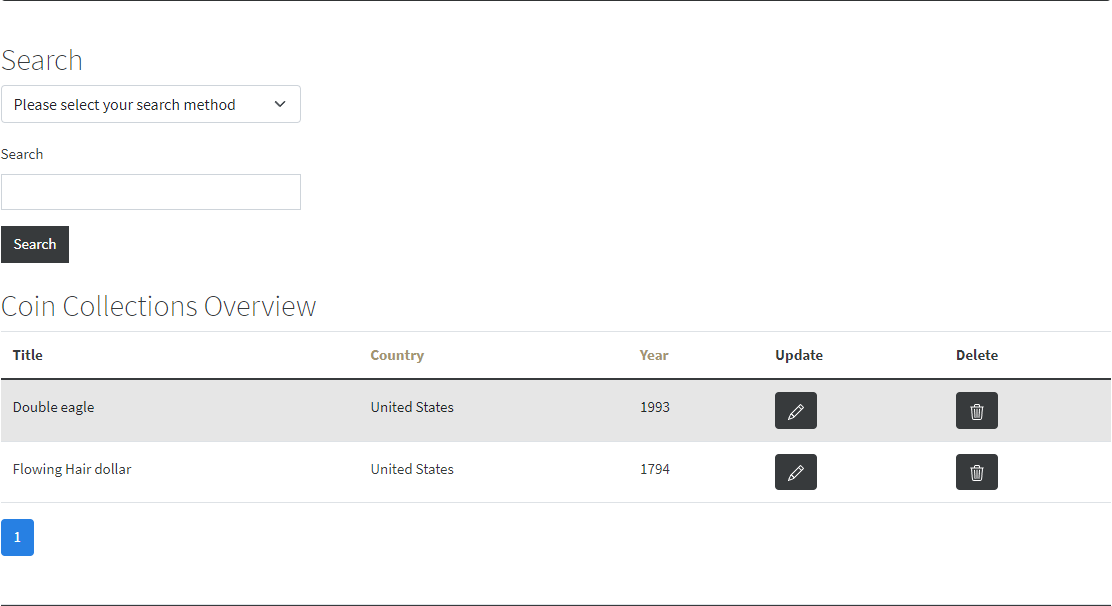 Search
Please select your search method
Search
Search
Coin Collections Overview
Title Country Year Update Delete
Double eagle United States 1993
Flowing Hair dollar United States 1794
1